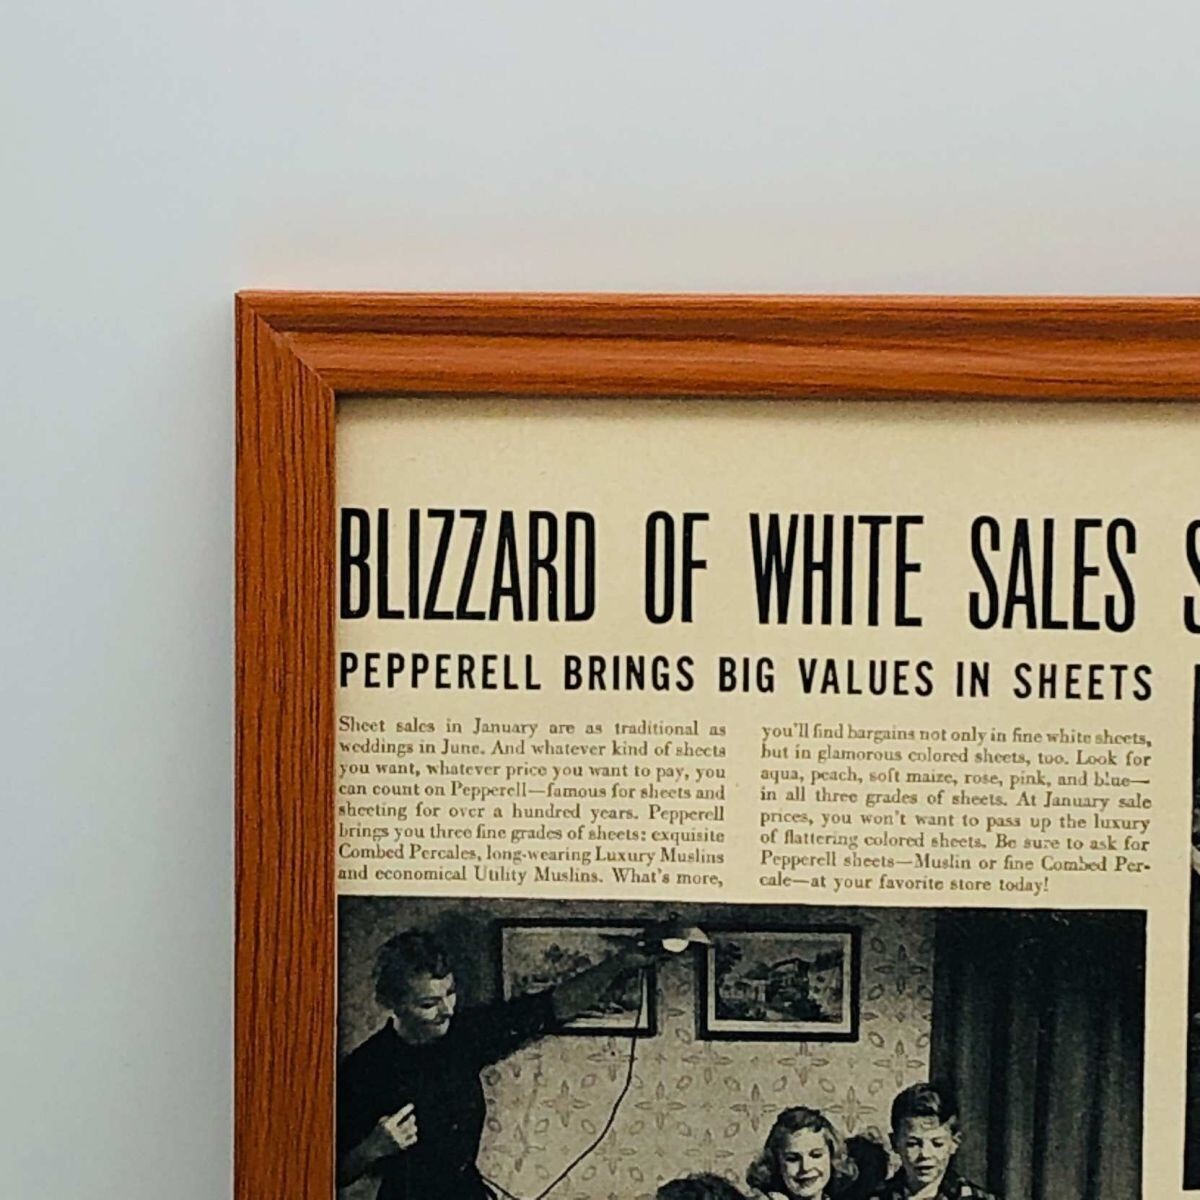 BLIZZARD OF WHITE SALES
PEPPERELL BRINGS BIG VALUES IN SHEETS
Sheet sales in January are as traditional as
weddings in June. And whatever kind of sheets
you want, whatever price you want to pay, you
can count on Pepperell—famous for sheets and
sheeting for over a hundred years. Pepperell
brings you three fine grades of sheets: exquisite
Combed Percales, long-wearing Luxury Muslins
and economical Utility Muslins. What's more,
you'll find bargains not only in fine white sheets,
but in glamorous colored sheets, too. Look for
aqua, peach, soft maize, rose, pink, and blue—
in all three grades of sheets. At January sale
prices, you won't want to pass up the luxury
of flattering colored sheets. Be sure to ask for
Pepperell sheets—Muslin or fine Combed Per-
cale—at your favorite store today!